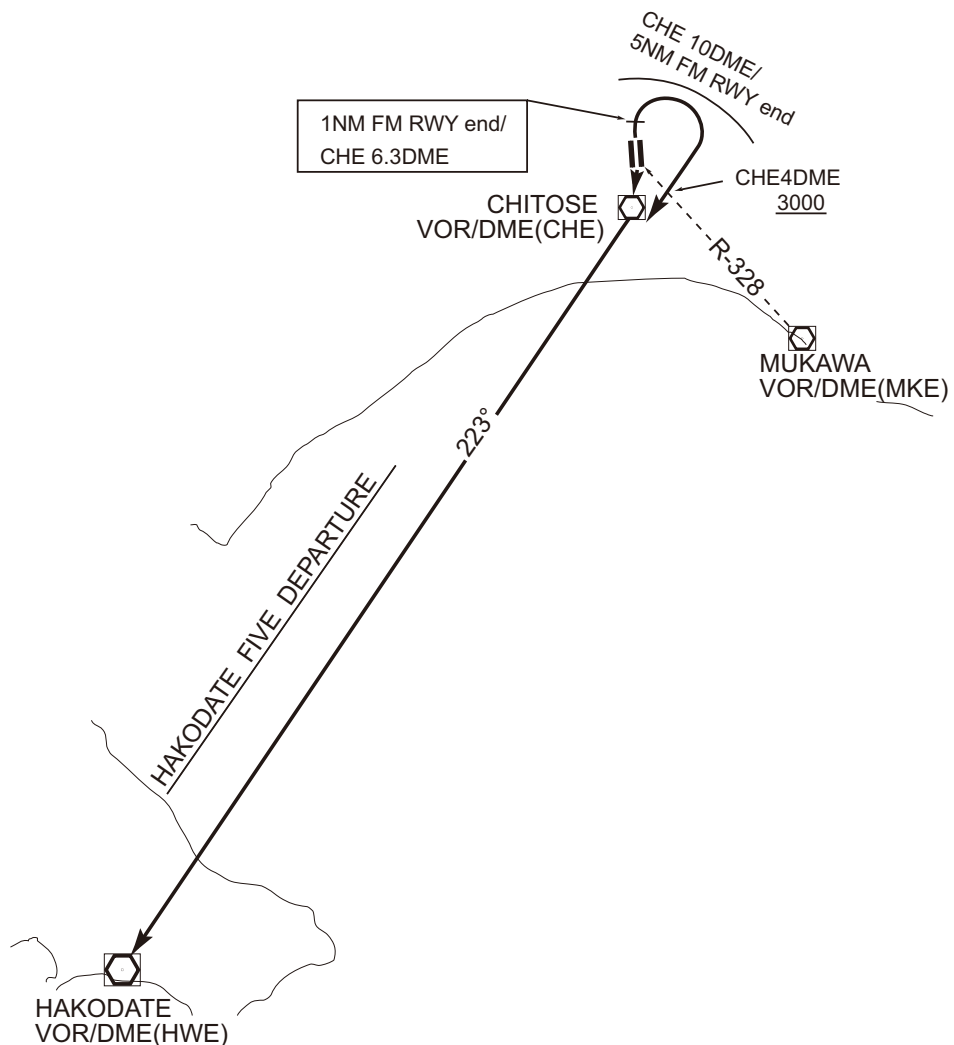 CHE 10DME/
5NM FM RWY end
1NM FM RWY end/
CHE 6.3DME
CHE4DME
3000
CHITOSE
VOR/DME(CHE)
R-328
MUKAWA
VOR/DME(MKE)
223°
HAKODATE FIVE DEPARTURE
HAKODATE
VOR/DME(HWE)